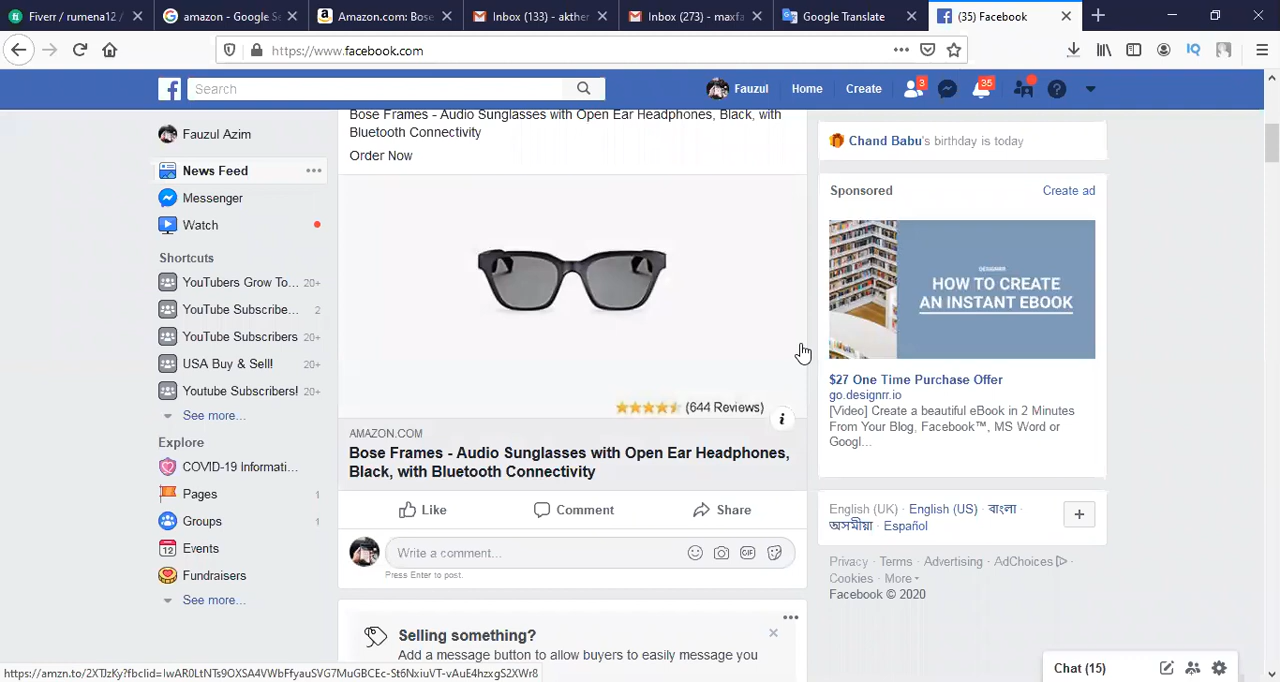 Fiverr / rumena12 /
amazon - Google Se
Amazon.com: Bose
Inbox (133) - akther
Inbox (273) - maxfa
Google Translate
(35) Facebook
https://www.facebook.com
Search
Fauzul
Home
Create
3
35
Fauzul Azim
News Feed
Messenger
Watch
Shortcuts
YouTubers Grow To... 20+
YouTube Subscribe... 2
YouTube Subscribers 20+
USA Buy & Sell! 20+
Youtube Subscribers! 20+
See more...
Explore
COVID-19 Informati...
Pages 1
Groups 1
12 Events
Fundraisers
See more...
Bose Frames - Audio Sunglasses with Open Ear Headphones, Black, with
Bluetooth Connectivity
Order Now
(644 Reviews)
AMAZON.COM
Bose Frames - Audio Sunglasses with Open Ear Headphones,
Black, with Bluetooth Connectivity
Like
Comment
Share
Write a comment...
GIF
Press Enter to post.
Selling something?
Add a message button to allow buyers to easily message you
Chand Babu's birthday is today
Sponsored
Create ad
DESIGNRR
HOW TO CREATE
AN INSTANT EBOOK
$27 One Time Purchase Offer
go.designrr.io
[Video] Create a beautiful eBook in 2 Minutes
From Your Blog, Facebook™, MS Word or
Googl...
English (UK) · English (US) · বাংলা ·
অসমীয়া · Español
Privacy · Terms · Advertising · AdChoices ·
Cookies · More
Facebook © 2020
Chat (15)